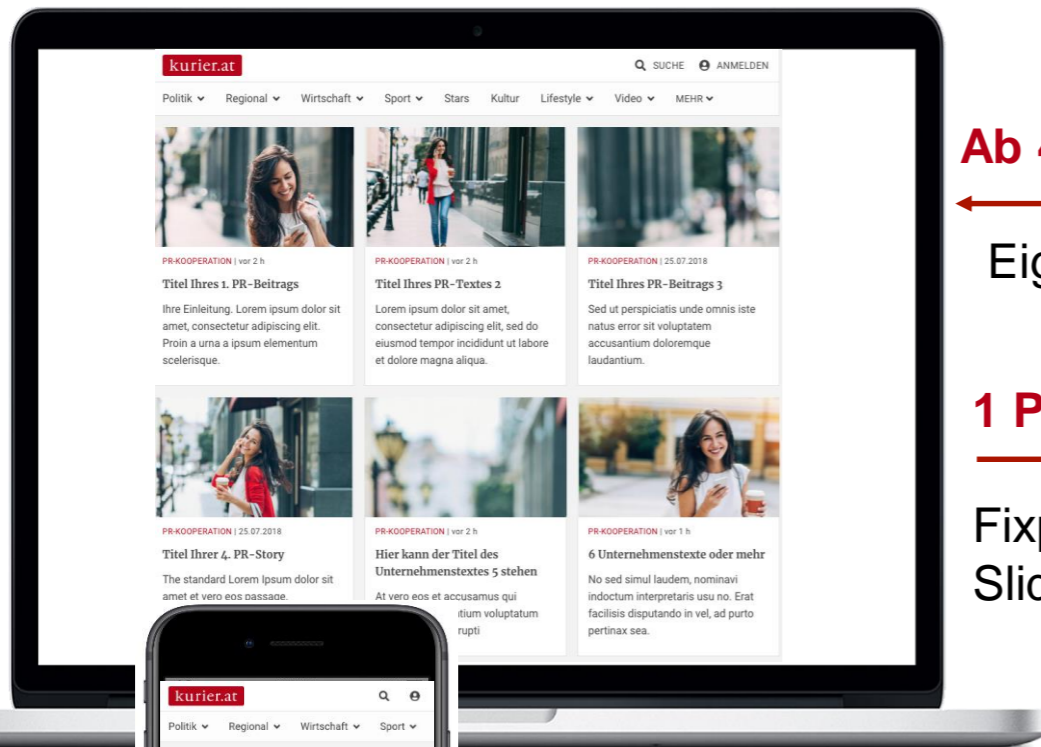 kurier.at
SUCHE ANMELDEN
Politik Regional Wirtschaft Sport Stars Kultur Lifestyle Video MEHR
PR-KOOPERATION | vor 2 h
Titel Ihres 1. PR-Beitrags
Ihre Einleitung. Lorem ipsum dolor sit
amet, consectetur adipiscing elit.
Proin a urna a ipsum elementum
scelerisque.
PR-KOOPERATION | vor 2 h
Titel Ihres PR-Textes 2
Lorem ipsum dolor sit amet,
consectetur adipiscing elit, sed do
eiusmod tempor incididunt ut labore
et dolore magna aliqua.
PR-KOOPERATION | 25.07.2018
Titel Ihres PR-Beitrags 3
Sed ut perspiciatis unde omnis iste
natus error sit voluptatem
accusantium doloremque
laudantium.
PR-KOOPERATION | 25.07.2018
Titel Ihrer 4. PR-Story
The standard Lorem Ipsum dolor sit
amet et vero eos passage.
PR-KOOPERATION | vor 2 h
Hier kann der Titel des
Unternehmenstextes 5 stehen
At vero eos et accusamus qui
voluptatum
PR-KOOPERATION | vor 1 h
6 Unternehmenstexte oder mehr
No sed simul laudem, nominavi
indoctum interpretaris usu no. Erat
facilisis disputando in vel, ad purto
pertinax sea.
kurier.at
Politik Regional Wirtschaft Sport
Ab
1